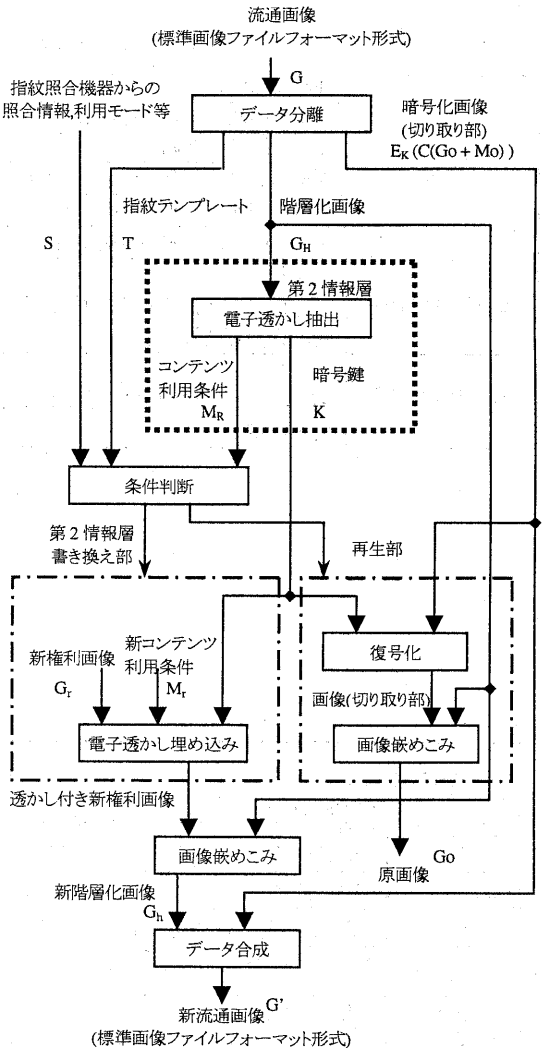 流通画像
(標準画像ファイルフォーマット形式)
G
指紋照合機器からの
照合情報,利用モード等
データ分離
暗号化画像
(切り取り部)
EK (C(Go + Mo) )
指紋テンプレート
階層化画像
S
T
GH
第2情報層
電子透かし抽出
コンテンツ
利用条件
MR
暗号鍵
K
条件判断
第2情報層
書き換え部
再生部
新権利画像
Gr
新コンテンツ
利用条件
Mr
復号化
画像(切り取り部)
電子透かし埋め込み
画像嵌めこみ
透かし付き新権利画像
画像嵌めこみ
Go
原画像
新階層化画像
Gh
データ合成
新流通画像G'
(標準画像ファイルフォーマット形式)